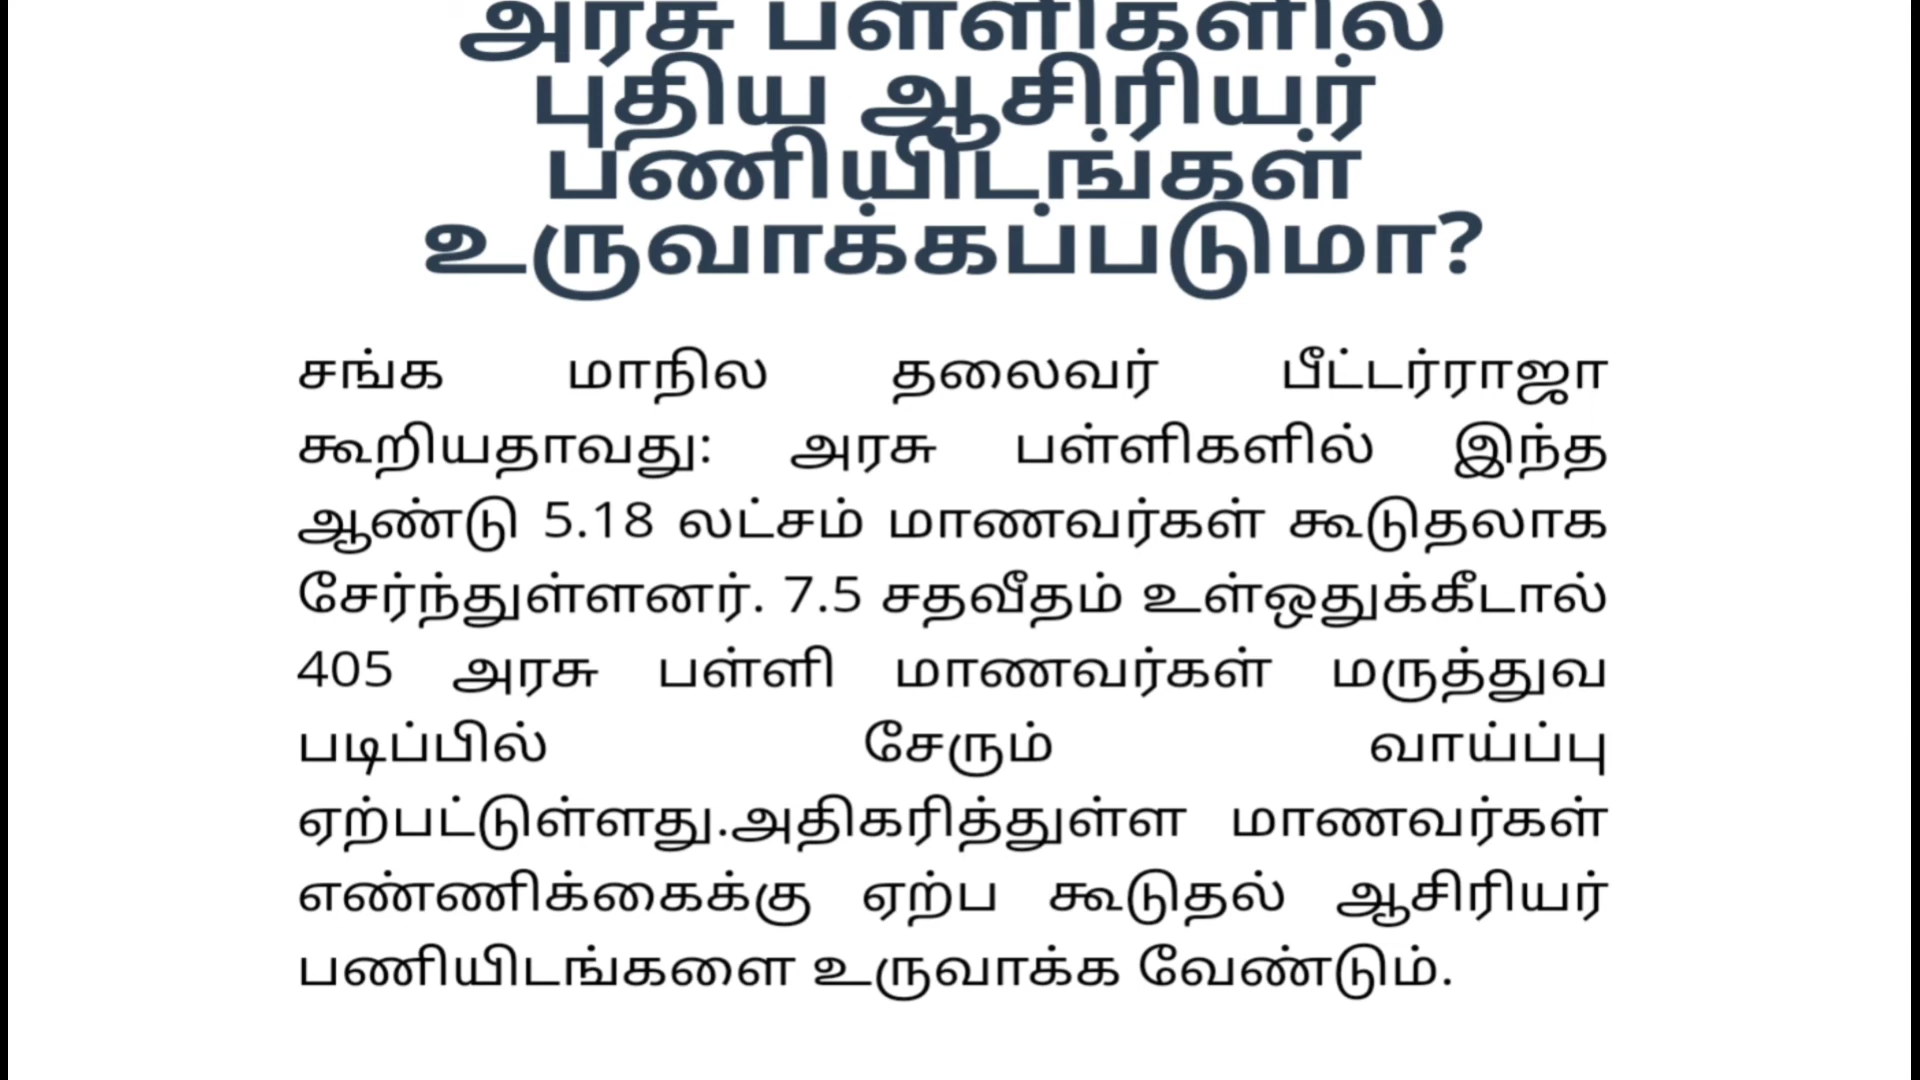 அரசு பள்ளிகளில்
புதிய ஆசிரியர்
பணியிடங்கள்
உருவாக்கப்படுமா?
சங்க மாநில தலைவர் பீட்டர்ராஜா
கூறியதாவது: அரசு பள்ளிகளில் இந்த
ஆண்டு 5.18 லட்சம் மாணவர்கள் கூடுதலாக
சேர்ந்துள்ளனர். 7.5 சதவீதம் உள்ஒதுக்கீடால்
405 அரசு பள்ளி மாணவர்கள் மருத்துவ
படிப்பில் சேரும் வாய்ப்பு
ஏற்பட்டுள்ளது.அதிகரித்துள்ள மாணவர்கள்
எண்ணிக்கைக்கு ஏற்ப கூடுதல் ஆசிரியர்
பணியிடங்களை உருவாக்க வேண்டும்.